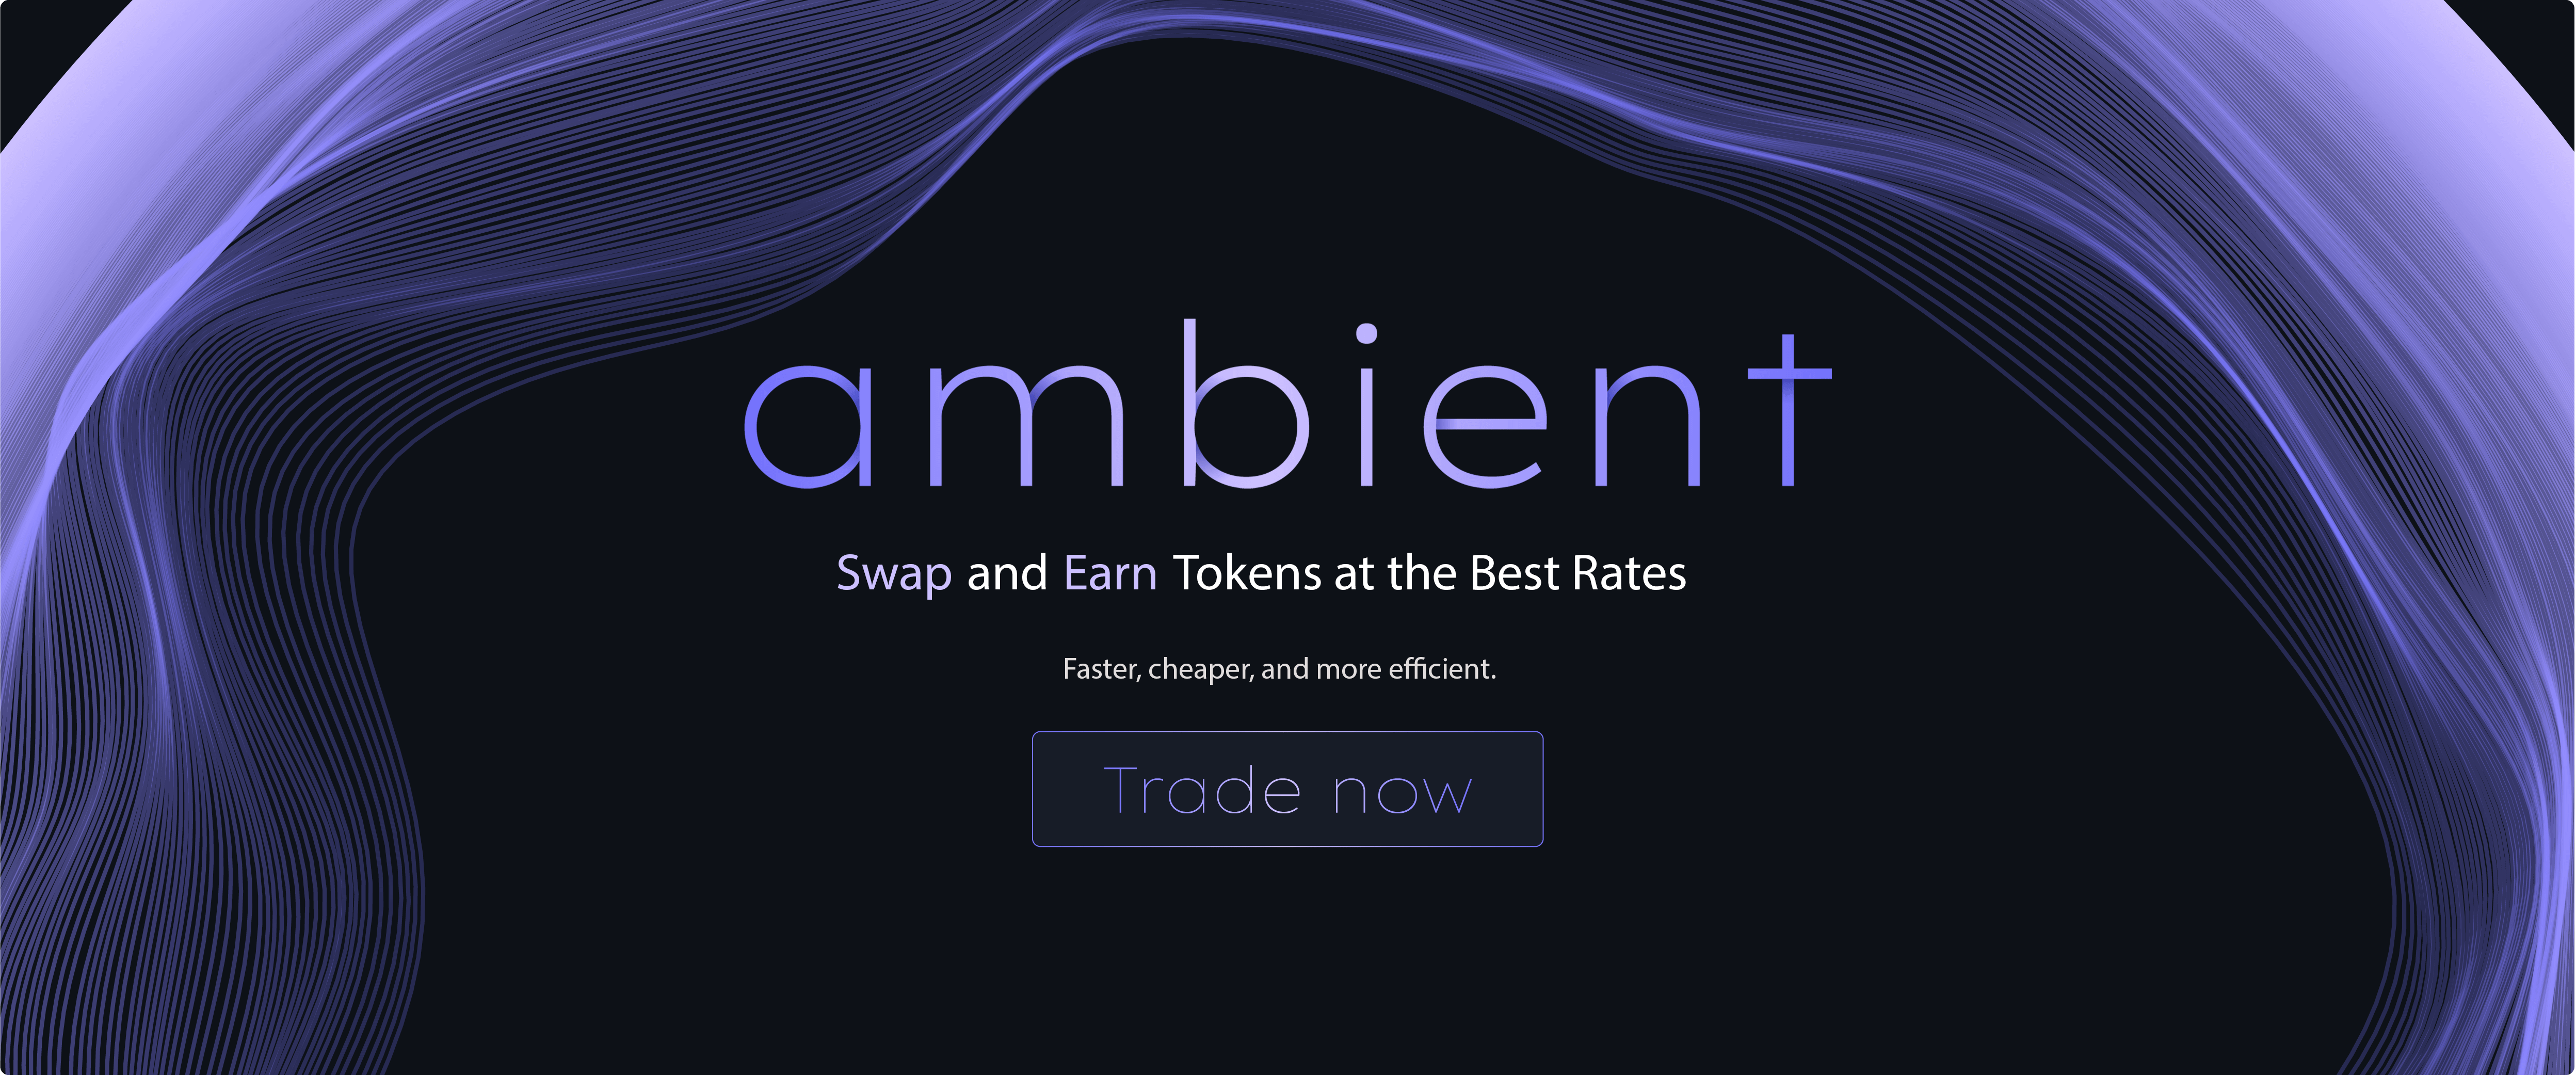 ambient
Swap and Earn Tokens at the Best Rates
Faster, cheaper, and more efficient.
Trade now